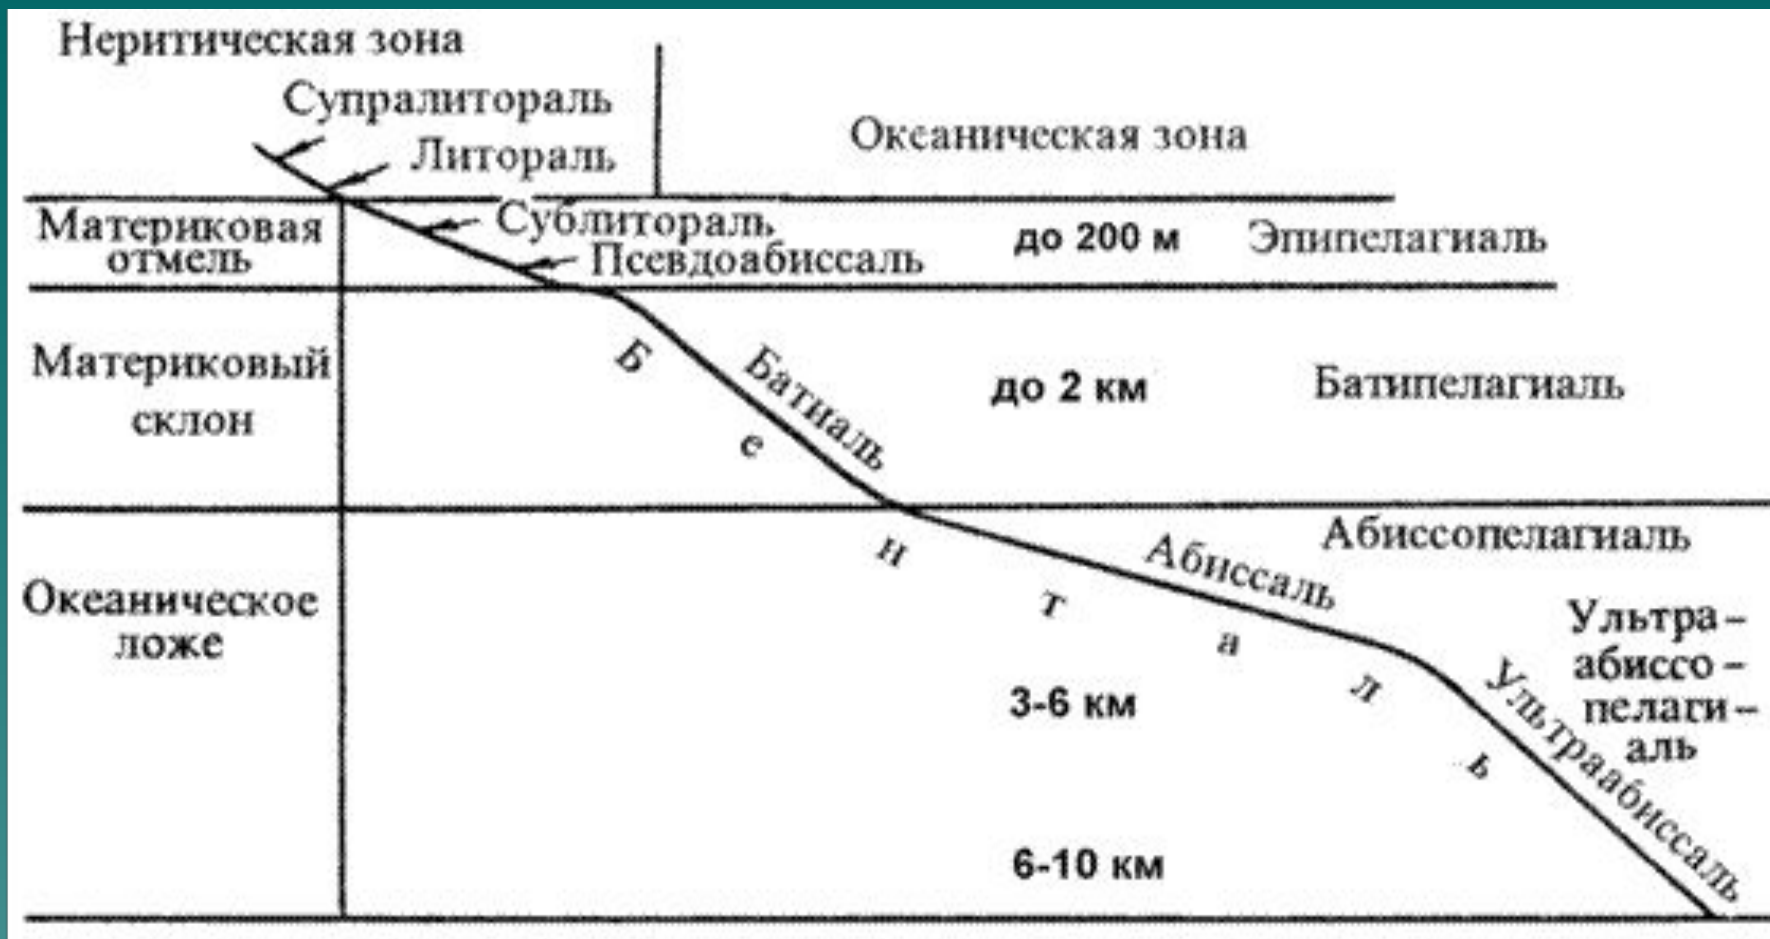 Неритическая зона
Супралитораль
Океаническая зона
Литораль
Материковая
отмель
Сублитораль
до 200 м
Эпипелагиаль
Псевдоабиссаль
Материковый
склон
Батиаль
до 2 км
Батипелагиаль
Бенталь
Океаническое
ложе
Абиссаль
Абиссопелагиаль
Ультра–
абиссо –
пелаги –
аль
3-6 км
Ультраабиссаль
6-10 км